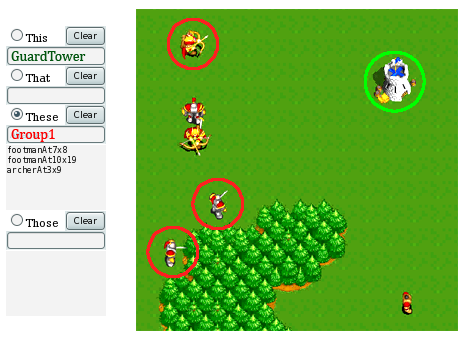 This Clear
GuardTower
That Clear
These Clear
Group1
footmanAt7x8
footmanAt10x19
archerAt3x9
Those Clear